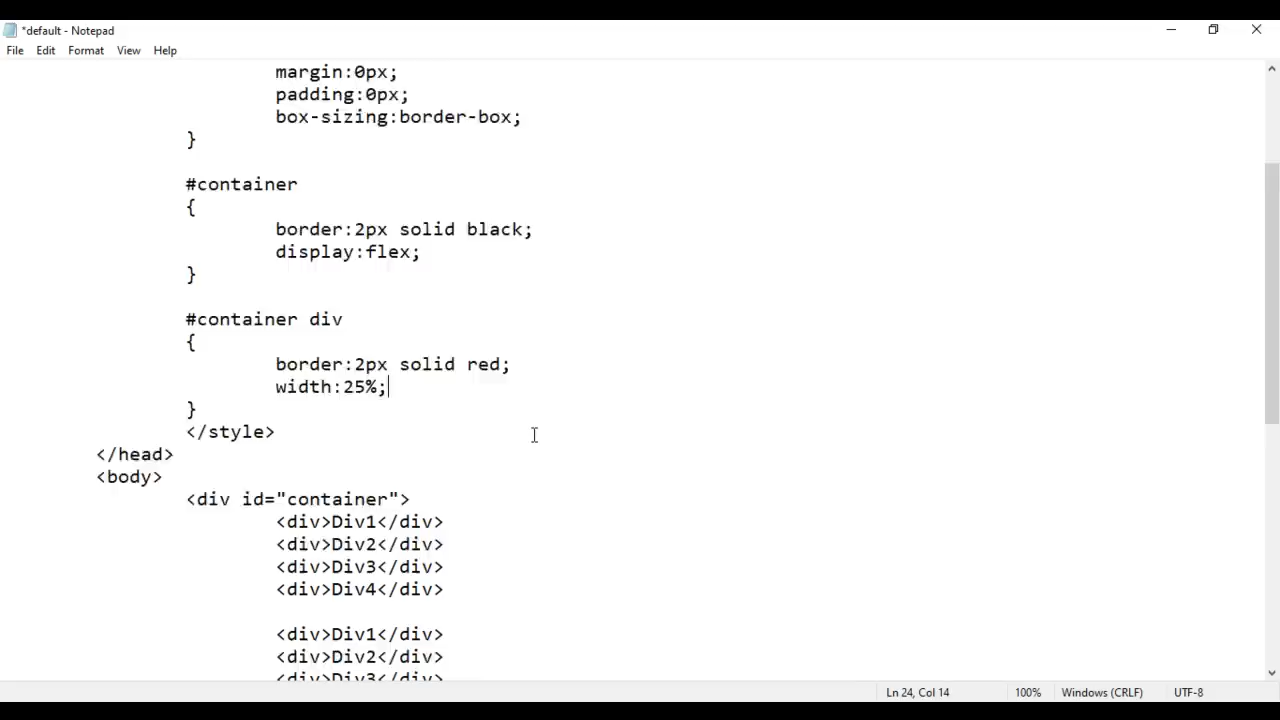 *default - Notepad
File Edit Format View Help
margin:0px;
padding:0px;
box-sizing:border-box;
}
#container
{
border:2px solid black;
display:flex;
}
#container div
{
border:2px solid red;
width:25%;
}
</style>
</head>
<body>
<div id="container">
<div>Div1</div>
<div>Div2</div>
<div>Div3</div>
<div>Div4</div>
<div>Div1</div>
<div>Div2</div>
<div>Div3</div>
Ln 24, Col 14 100% Windows (CRLF) UTF-8